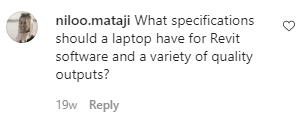 niloo.mataji What specifications
should a laptop have for Revit
software and a variety of quality
outputs?
19w Reply